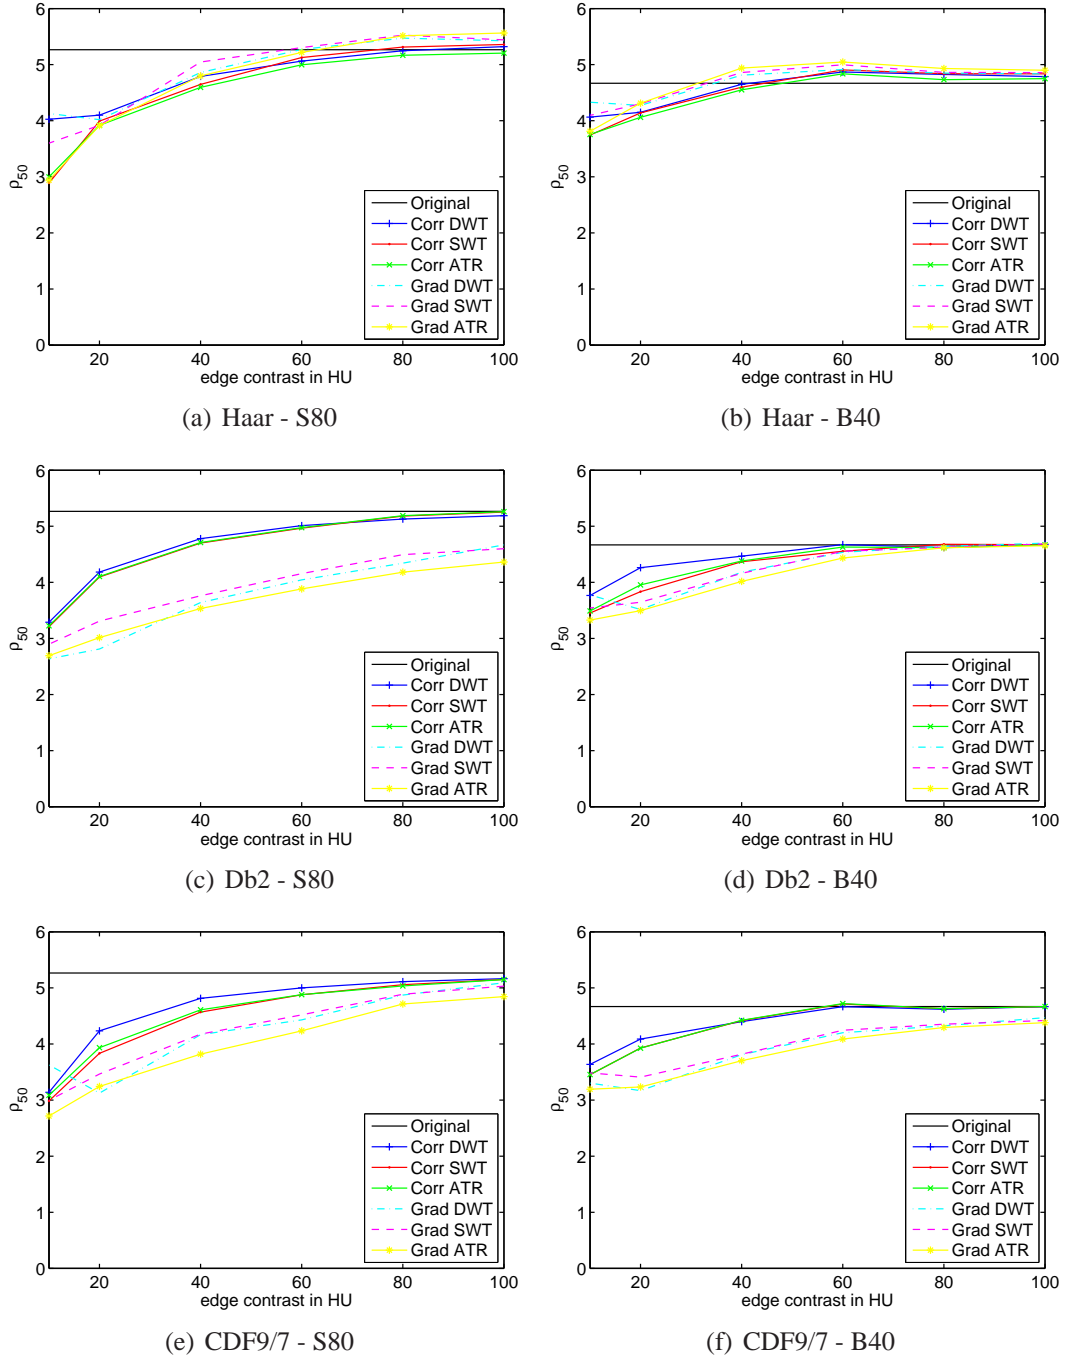 6
5
4
3
2
1
0
ρ50
20 40 60 80 100
edge contrast in HU
Original
Corr DWT
Corr SWT
Corr ATR
Grad DWT
Grad SWT
Grad ATR
(a) Haar - S80
6
5
4
3
2
1
0
ρ50
20 40 60 80 100
edge contrast in HU
Original
Corr DWT
Corr SWT
Corr ATR
Grad DWT
Grad SWT
Grad ATR
(b) Haar - B40
6
5
4
3
2
1
0
ρ50
20 40 60 80 100
edge contrast in HU
Original
Corr DWT
Corr SWT
Corr ATR
Grad DWT
Grad SWT
Grad ATR
(c) Db2 - S80
6
5
4
3
2
1
0
ρ50
20 40 60 80 100
edge contrast in HU
Original
Corr DWT
Corr SWT
Corr ATR
Grad DWT
Grad SWT
Grad ATR
(d) Db2 - B40
6
5
4
3
2
1
0
ρ50
20 40 60 80 100
edge contrast in HU
Original
Corr DWT
Corr SWT
Corr ATR
Grad DWT
Grad SWT
Grad ATR
(e) CDF9/7 - S80
6
5
4
3
2
1
0
ρ50
20 40 60 80 100
edge contrast in HU
Original
Corr DWT
Corr SWT
Corr ATR
Grad DWT
Grad SWT
Grad ATR
(f) CDF9/7 - B40